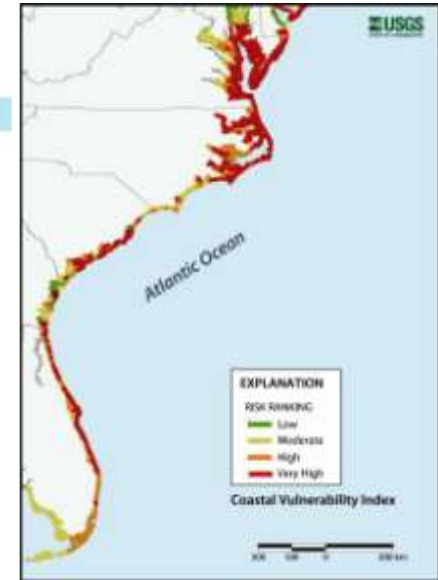 USGS
Atlantic Ocean
EXPLANATION
RISK RANKING
Low
Moderate
High
Very High
Coastal Vulnerability Index